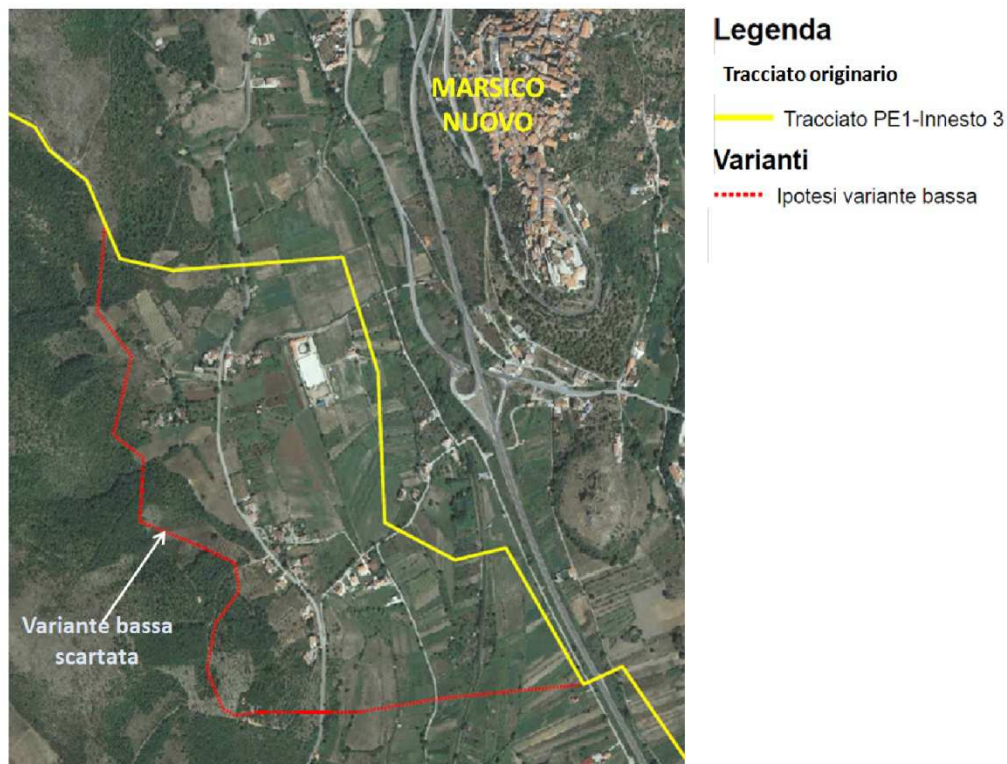 MARSICO
NUOVO
Variante bassa
scartata
Legenda
Tracciato originario
Tracciato PE1-Innesto 3
Varianti
Ipotesi variante bassa